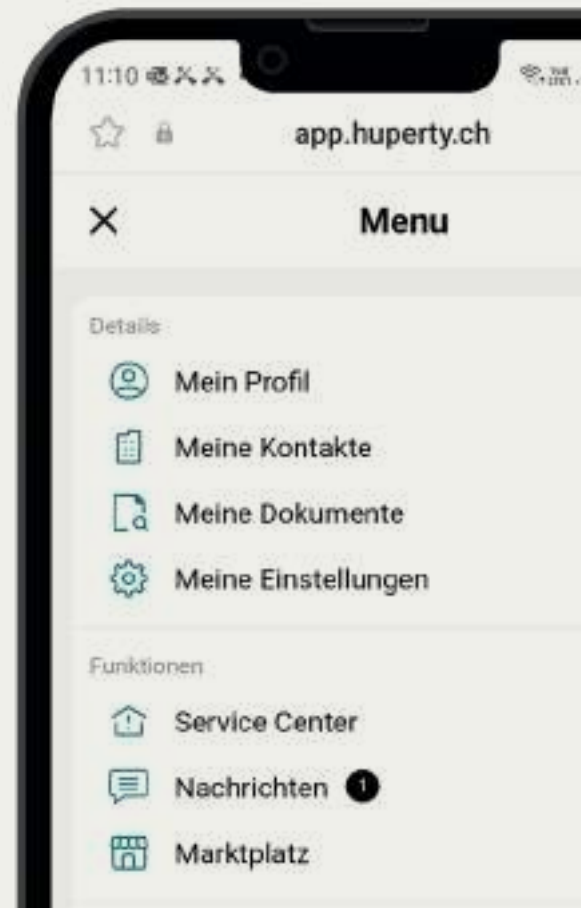 11:10
app.huperty.ch
Menu
Details
Mein Profil
Meine Kontakte
Meine Dokumente
Meine Einstellungen
Funktionen
Service Center
Nachrichten 1
Marktplatz